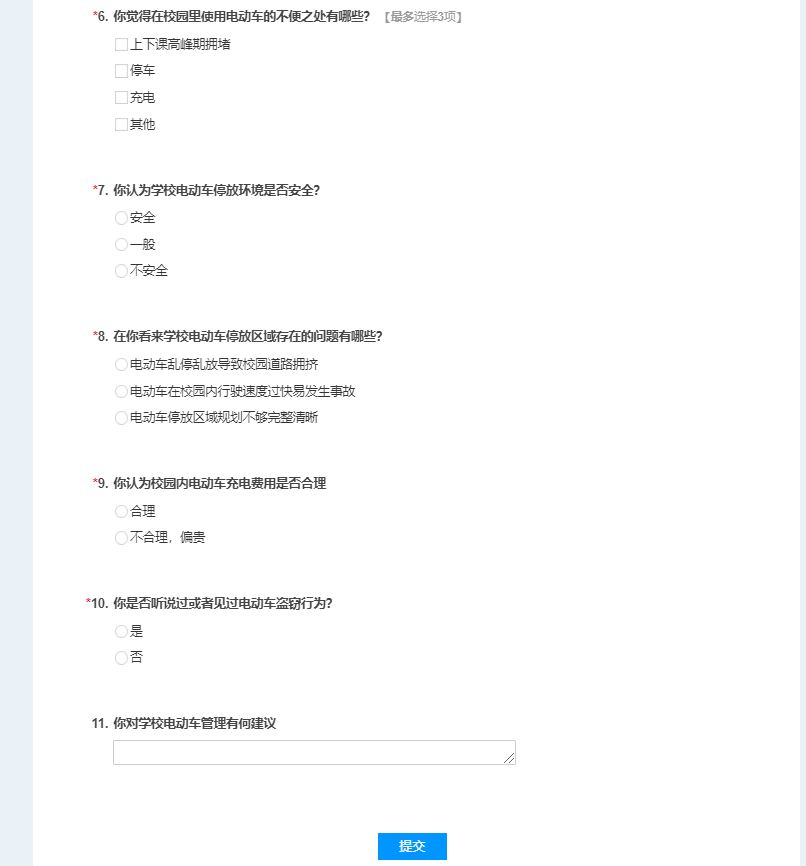 *6. 你觉得在校园里使用电动车的不便之处有哪些? 【最多选择3项】
上下课高峰期拥堵
停车
充电
其他
*7. 你认为学校电动车停放环境是否安全?
安全
一般
不安全
*8. 在你看来学校电动车停放区域存在的问题有哪些?
电动车乱停乱放导致校园道路拥挤
电动车在校园内行驶速度过快易发生事故
电动车停放区域规划不够完整清晰
*9. 你认为校园内电动车充电费用是否合理
合理
不合理，偏贵
*10. 你是否听说过或者见过电动车盗窃行为?
是
否
11. 你对学校电动车管理有何建议
提交